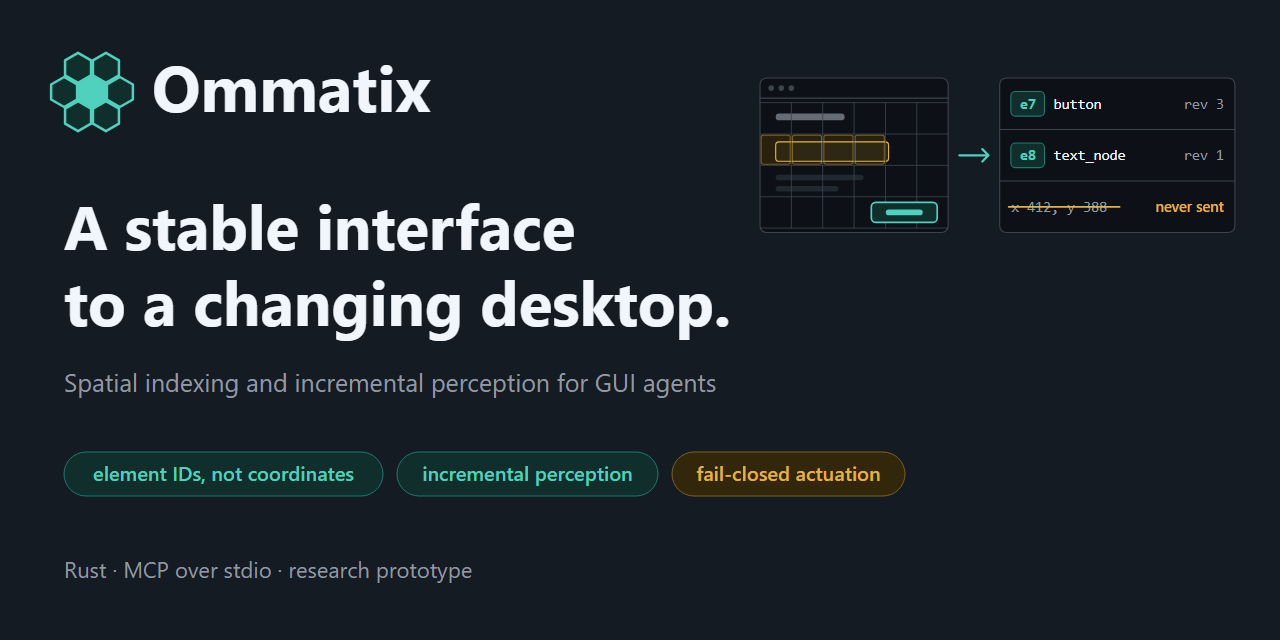 Ommatix
e7 button rev 3
e8 text_node rev 1
x 412, y 388 never sent
A stable interface
to a changing desktop.
Spatial indexing and incremental perception for GUI agents
element IDs, not coordinates
incremental perception
fail-closed actuation
Rust · MCP over stdio · research prototype